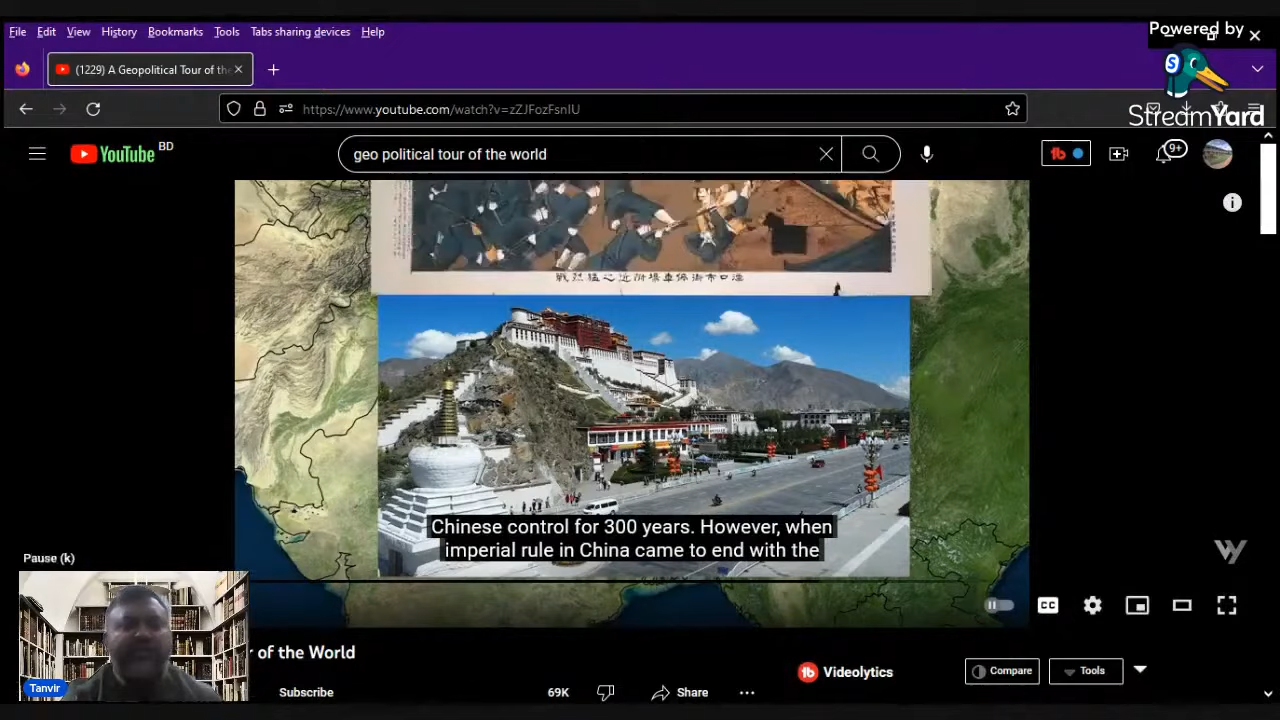 File Edit View History Bookmarks Tools Tabs sharing devices Help
Powered by
StreamYard
(1229) A Geopolitical Tour of the
https://www.youtube.com/watch?v=zZJFozFsnIU
YouTube BD
geo political tour of the world
9+
Chinese control for 300 years. However, when
imperial rule in China came to end with the
Pause (k)
CC
of the World
Videolytics
Compare
Tools
Tanvir
Subscribe
69K
Share